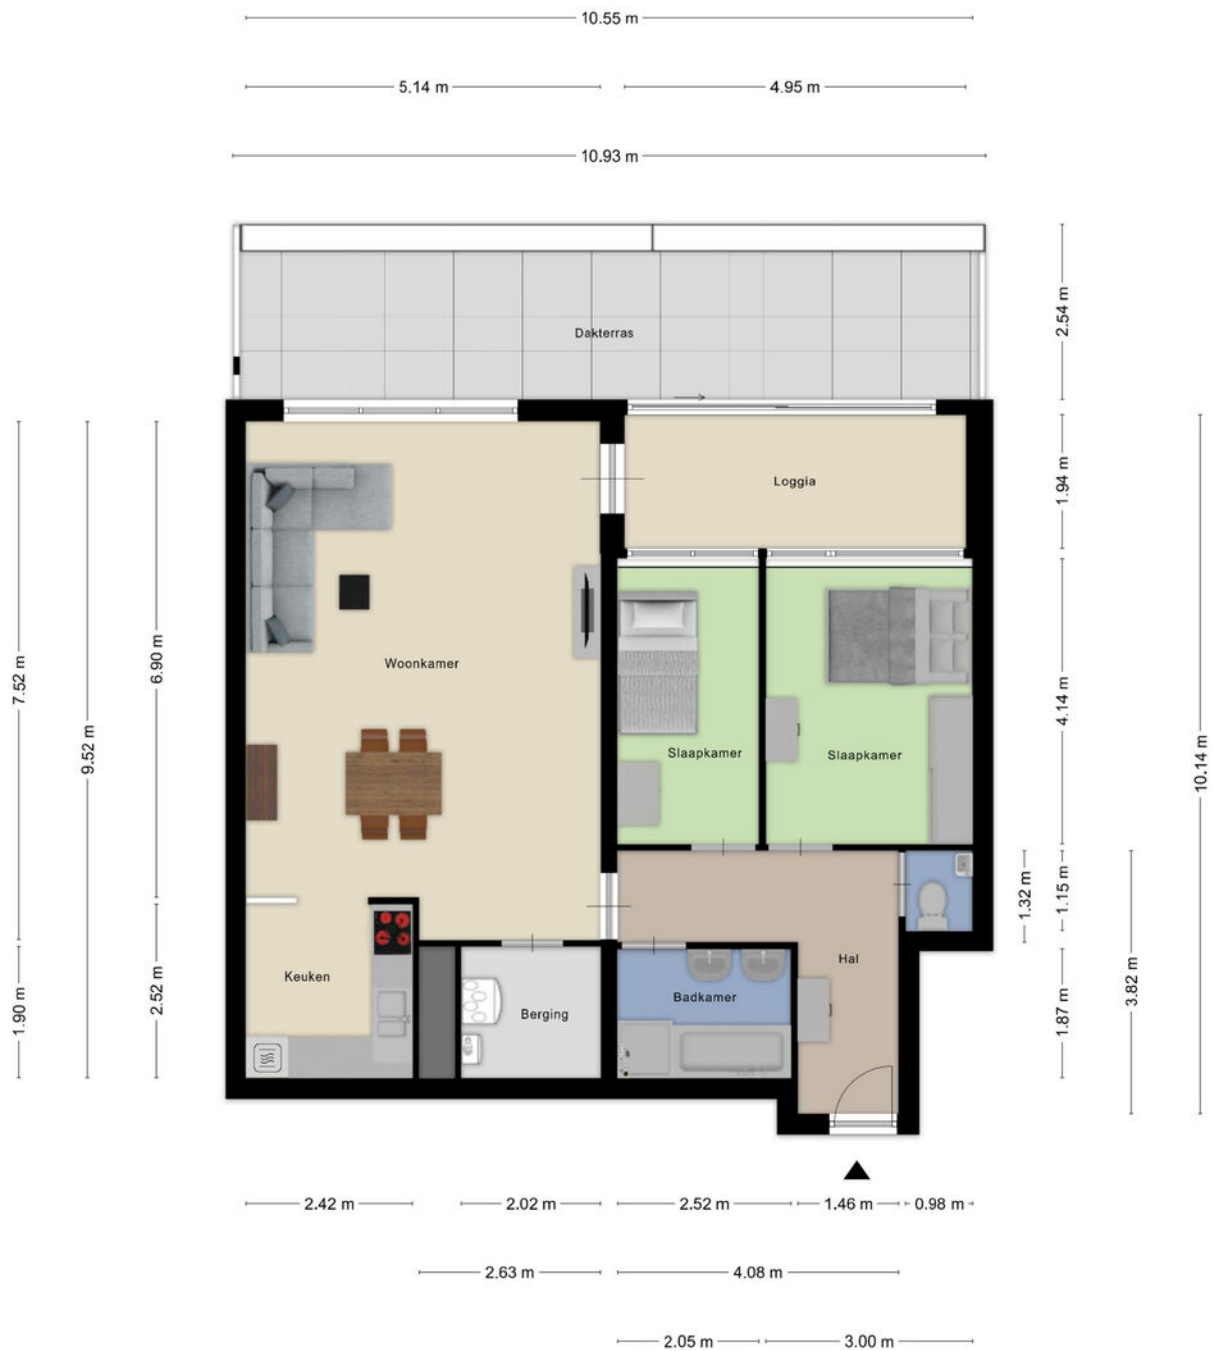 10.55 m
5.14 m
4.95 m
10.93 m
2.54 m
Dakterras
1.94 m
Loggia
6.90 m
7.52 m
9.52 m
Woonkamer
4.14 m
10.14 m
Slaapkamer
Slaapkamer
1.32 m
1.15 m
Keuken
Hal
Berging
Badkamer
2.52 m
1.90 m
1.87 m
3.82 m
2.42 m
2.02 m
2.52 m
1.46 m
0.98 m
2.63 m
4.08 m
2.05 m
3.00 m